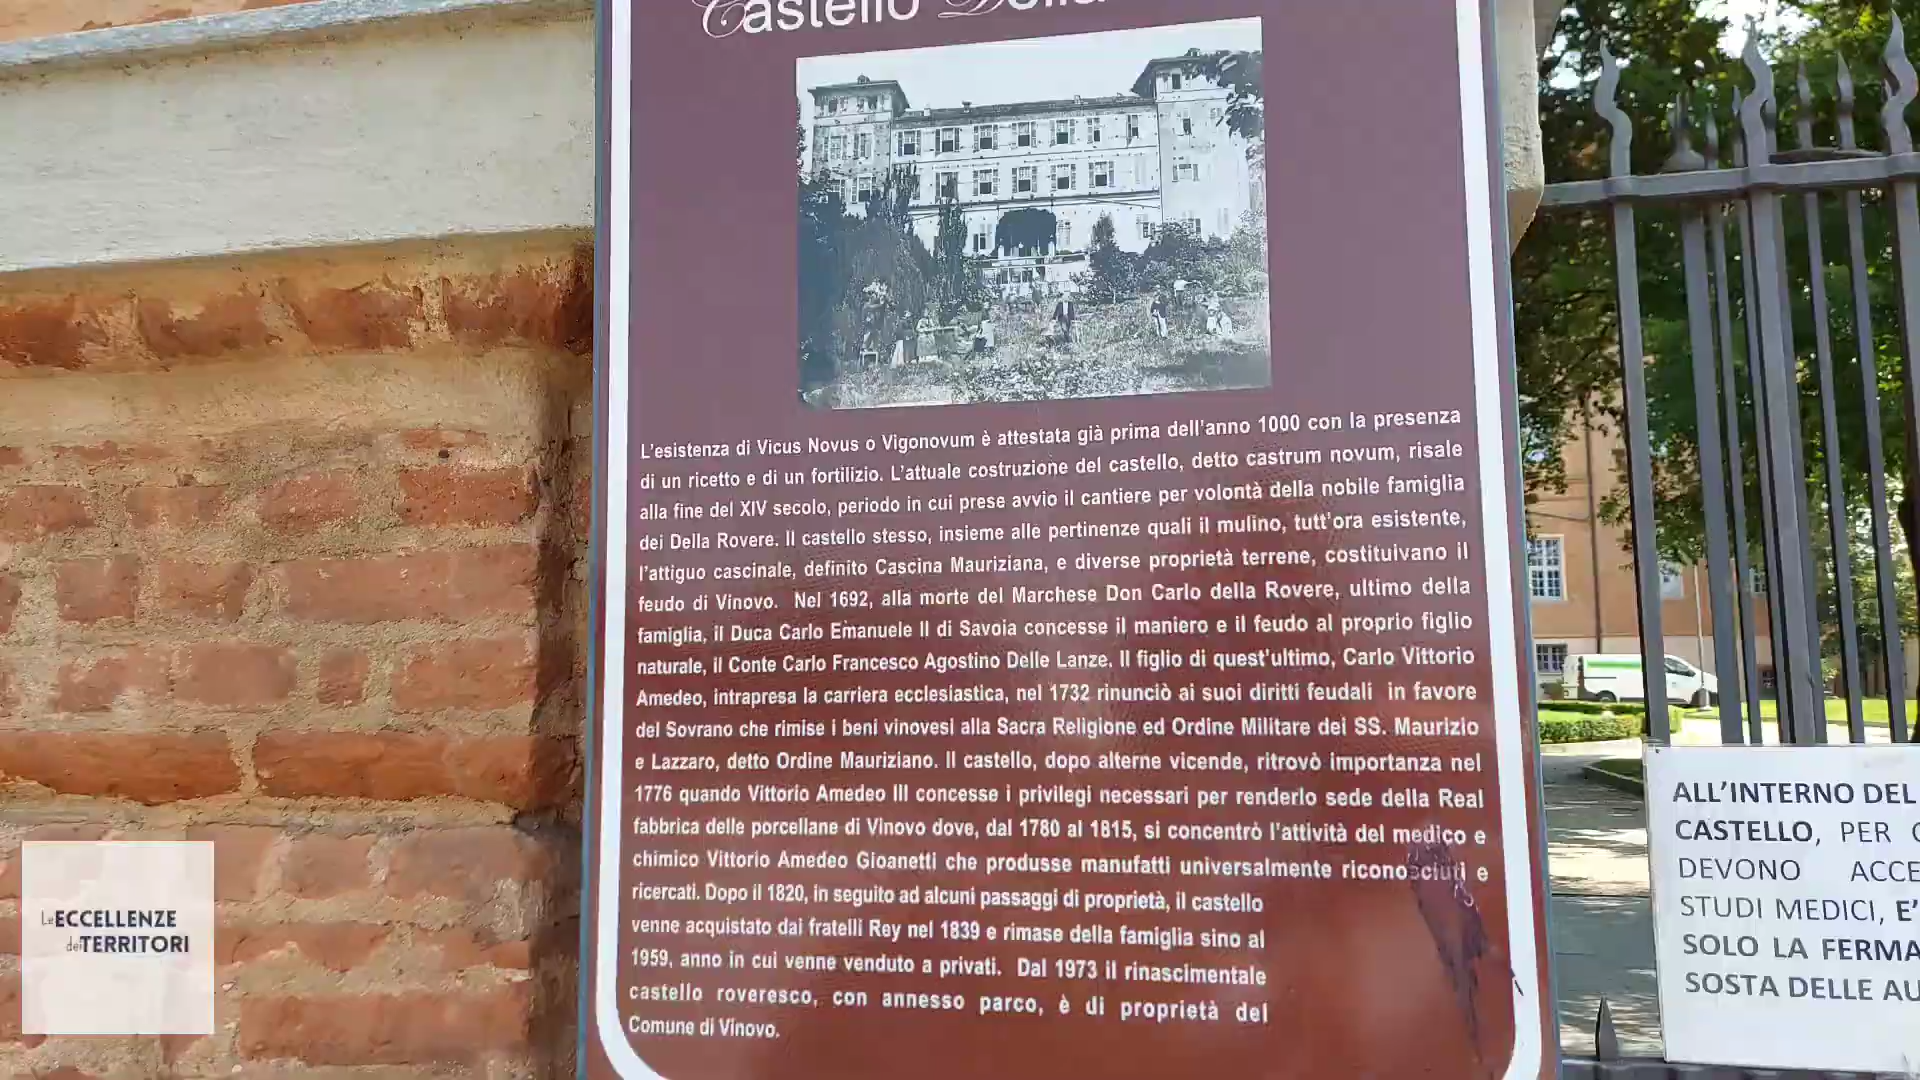 Castello Della
L'esistenza di Vicus Novus o Vigonovum è attestata già prima dell'anno 1000 con la presenza
di un ricetto e di un fortilizio. L'attuale costruzione del castello, detto castrum novum, risale
alla fine del XIV secolo, periodo in cui prese avvio il cantiere per volontà della nobile famiglia
dei Della Rovere. Il castello stesso, insieme alle pertinenze quali il mulino, tutt'ora esistente,
l'attiguo cascinale, definito Cascina Mauriziana, e diverse proprietà terrene, costituivano il
feudo di Vinovo. Nel 1692, alla morte del Marchese Don Carlo della Rovere, ultimo della
famiglia, il Duca Carlo Emanuele II di Savoia concesse il maniero e il feudo al proprio figlio
naturale, il Conte Carlo Francesco Agostino Delle Lanze. Il figlio di quest'ultimo, Carlo Vittorio
Amedeo, intrapresa la carriera ecclesiastica, nel 1732 rinunciò ai suoi diritti feudali in favore
del Sovrano che rimise i beni vinovesi alla Sacra Religione ed Ordine Militare dei SS. Maurizio
e Lazzaro, detto Ordine Mauriziano. Il castello, dopo alterne vicende, ritrovò importanza nel
1776 quando Vittorio Amedeo III concesse i privilegi necessari per renderlo sede della Real
fabbrica delle porcellane di Vinovo dove, dal 1780 al 1815, si concentrò l'attività del medico e
chimico Vittorio Amedeo Gioanetti che produsse manufatti universalmente riconosciuti e
ricercati. Dopo il 1820, in seguito ad alcuni passaggi di proprietà, il castello
venne acquistato dai fratelli Rey nel 1839 e rimase della famiglia sino al
1959, anno in cui venne venduto a privati. Dal 1973 il rinascimentale
castello roveresco, con annesso parco, è di proprietà del
Comune di Vinovo.
ALL'INTERNO DEL
CASTELLO, PER
DEVONO ACCE
STUDI MEDICI, E'
SOLO LA FERMA
SOSTA DELLE AU
Le ECCELLENZE
dei TERRITORI